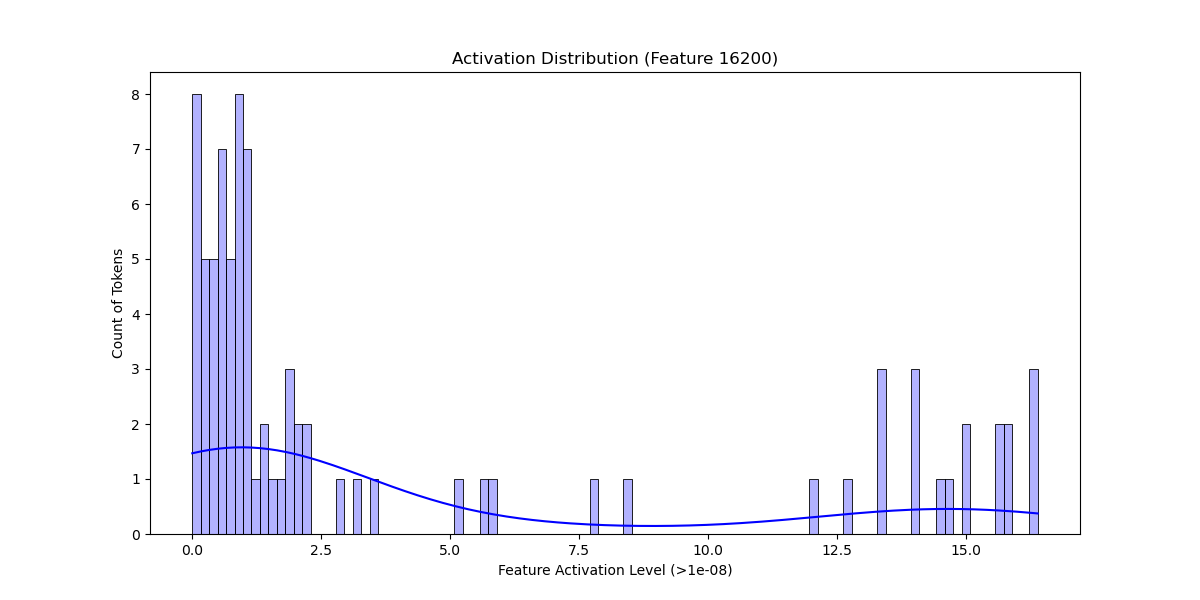 Activation Distribution (Feature 16200)
8
7
6
5
4
3
2
1
0
Count of Tokens
0.0 2.5 5.0 7.5 10.0 12.5 15.0
Feature Activation Level (>1e-08)